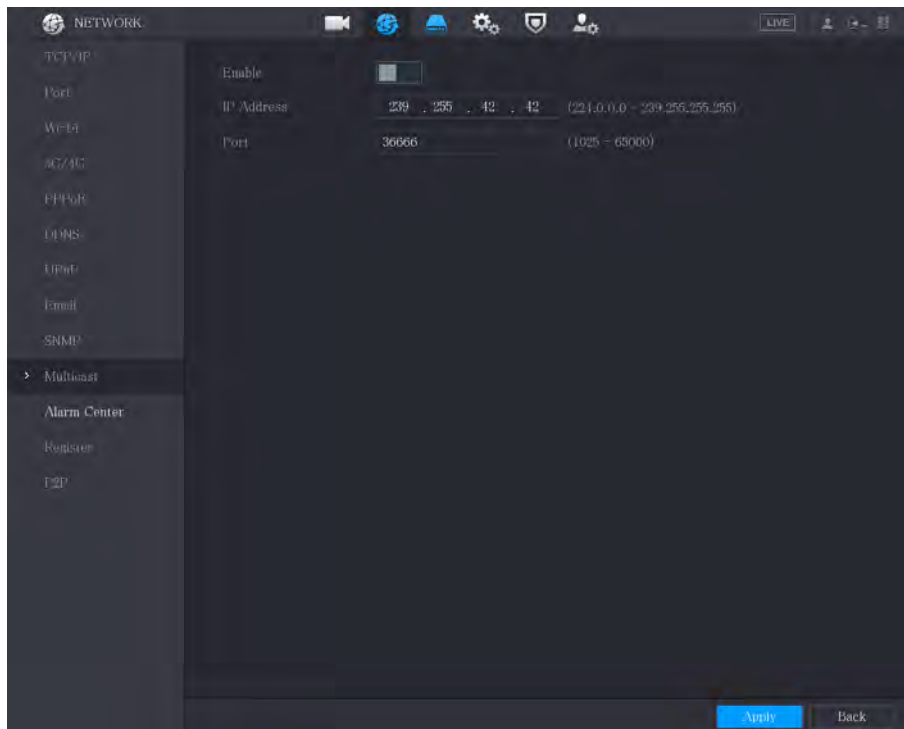 NETWORK
LIVE
TCP/IP
Port
Wi-Fi
3G/4G
PPPoE
DDNS
UPnP
Email
SNMP
Multicast
Alarm Center
Register
P2P
Enable
IP Address 239 . 255 . 42 . 42 (224.0.0.0 - 239.255.255.255)
Port 36666 (1025 - 65000)
Apply Back